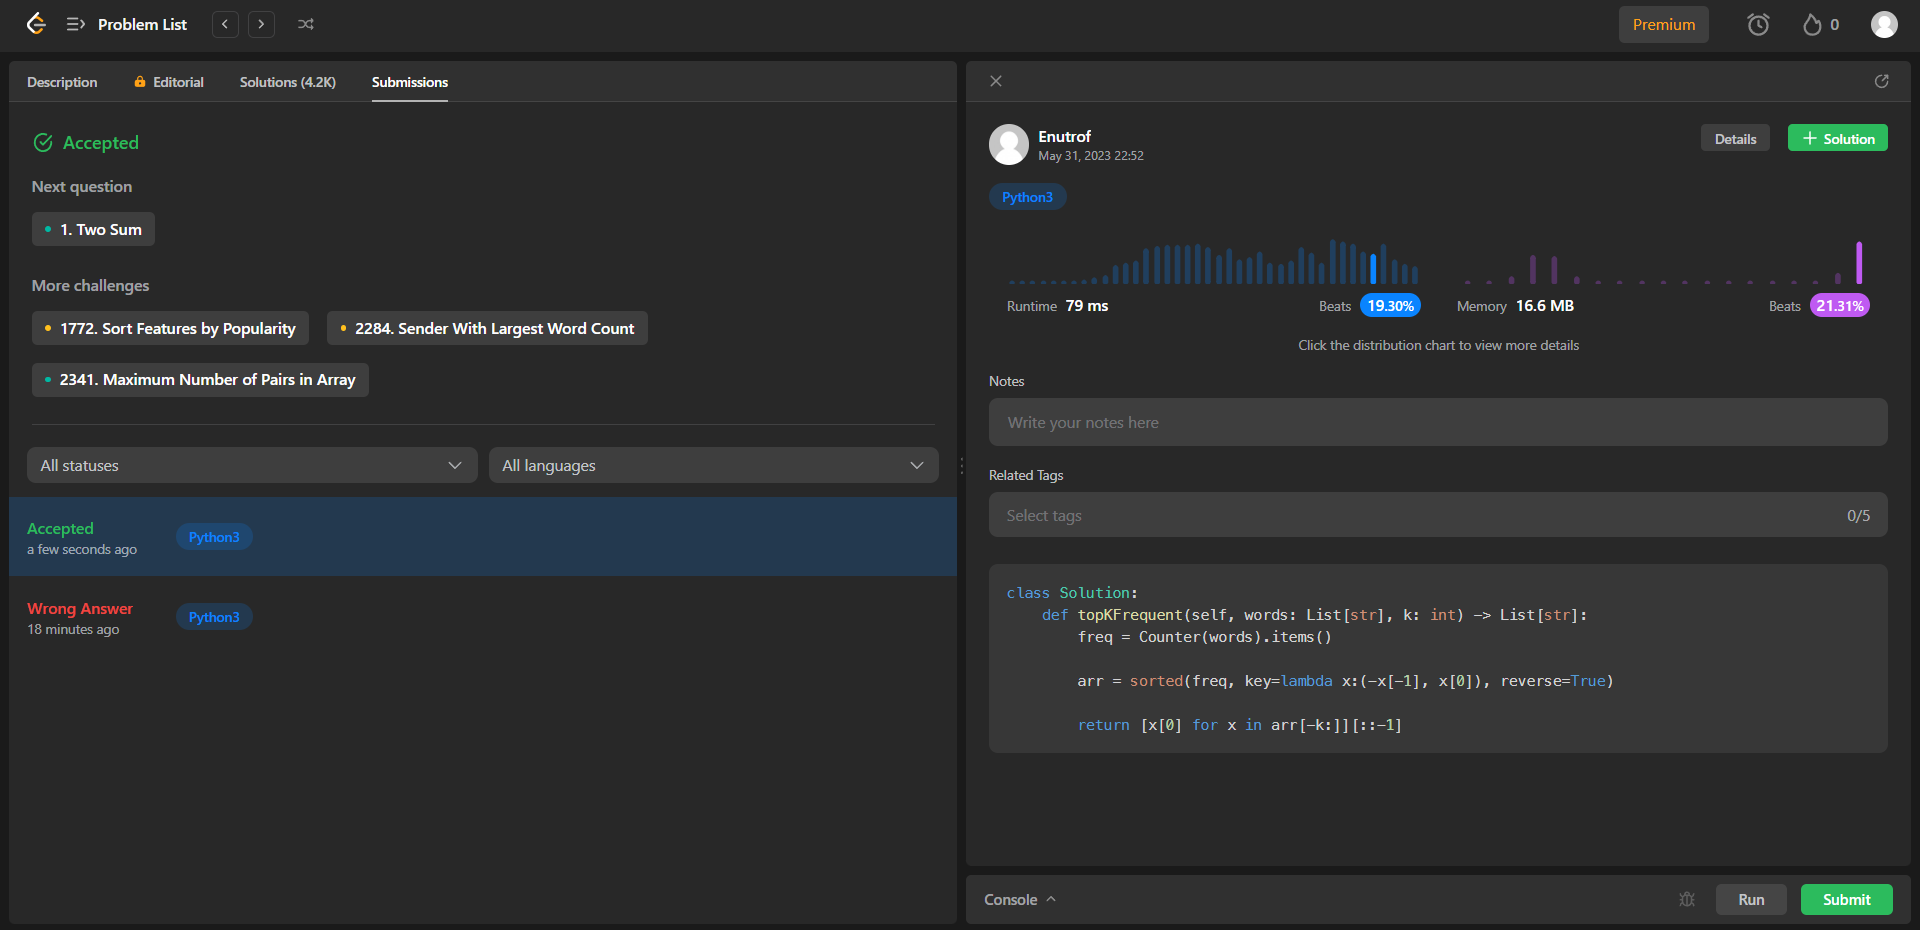 Problem List
Premium
0
Description
Editorial
Solutions (4.2K)
Submissions
Accepted
Next question
1. Two Sum
More challenges
1772. Sort Features by Popularity
2284. Sender With Largest Word Count
2341. Maximum Number of Pairs in Array
All statuses
All languages
Accepted
a few seconds ago
Python3
Wrong Answer
18 minutes ago
Python3
Enutrof
May 31, 2023 22:52
Details
+ Solution
Python3
Runtime 79 ms
Beats 19.30%
Memory 16.6 MB
Beats 21.31%
Click the distribution chart to view more details
Notes
Write your notes here
Related Tags
Select tags
0/5
class Solution:
    def topKFrequent(self, words: List[str], k: int) -> List[str]:
        freq = Counter(words).items()
        arr = sorted(freq, key=lambda x:(-x[-1], x[0]), reverse=True)
        return [x[0] for x in arr[-k:]][::-1]
Console
Run
Submit